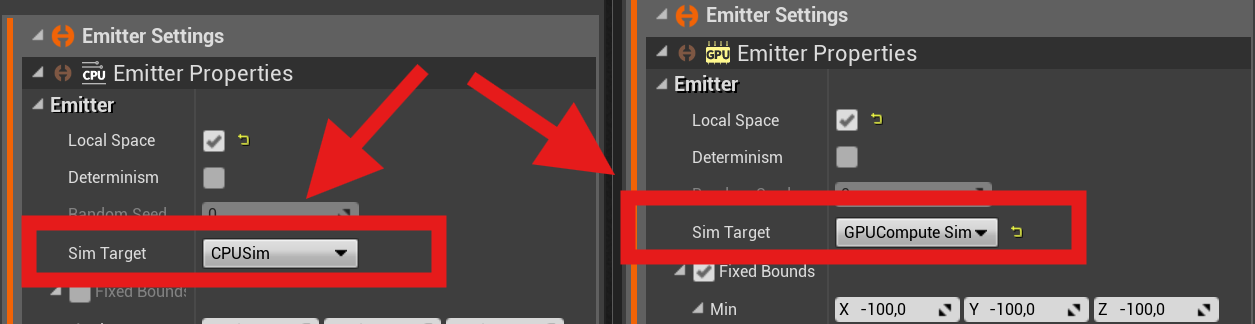 Emitter Settings
CPU Emitter Properties
Emitter
Local Space
Determinism
Random Seed
Sim Target CPUSim
Fixed Bounds
Emitter Settings
GPU Emitter Properties
Emitter
Local Space
Determinism
Sim Target GPUCompute Sim
Fixed Bounds
Min X -100,0 Y -100,0 Z -100,0